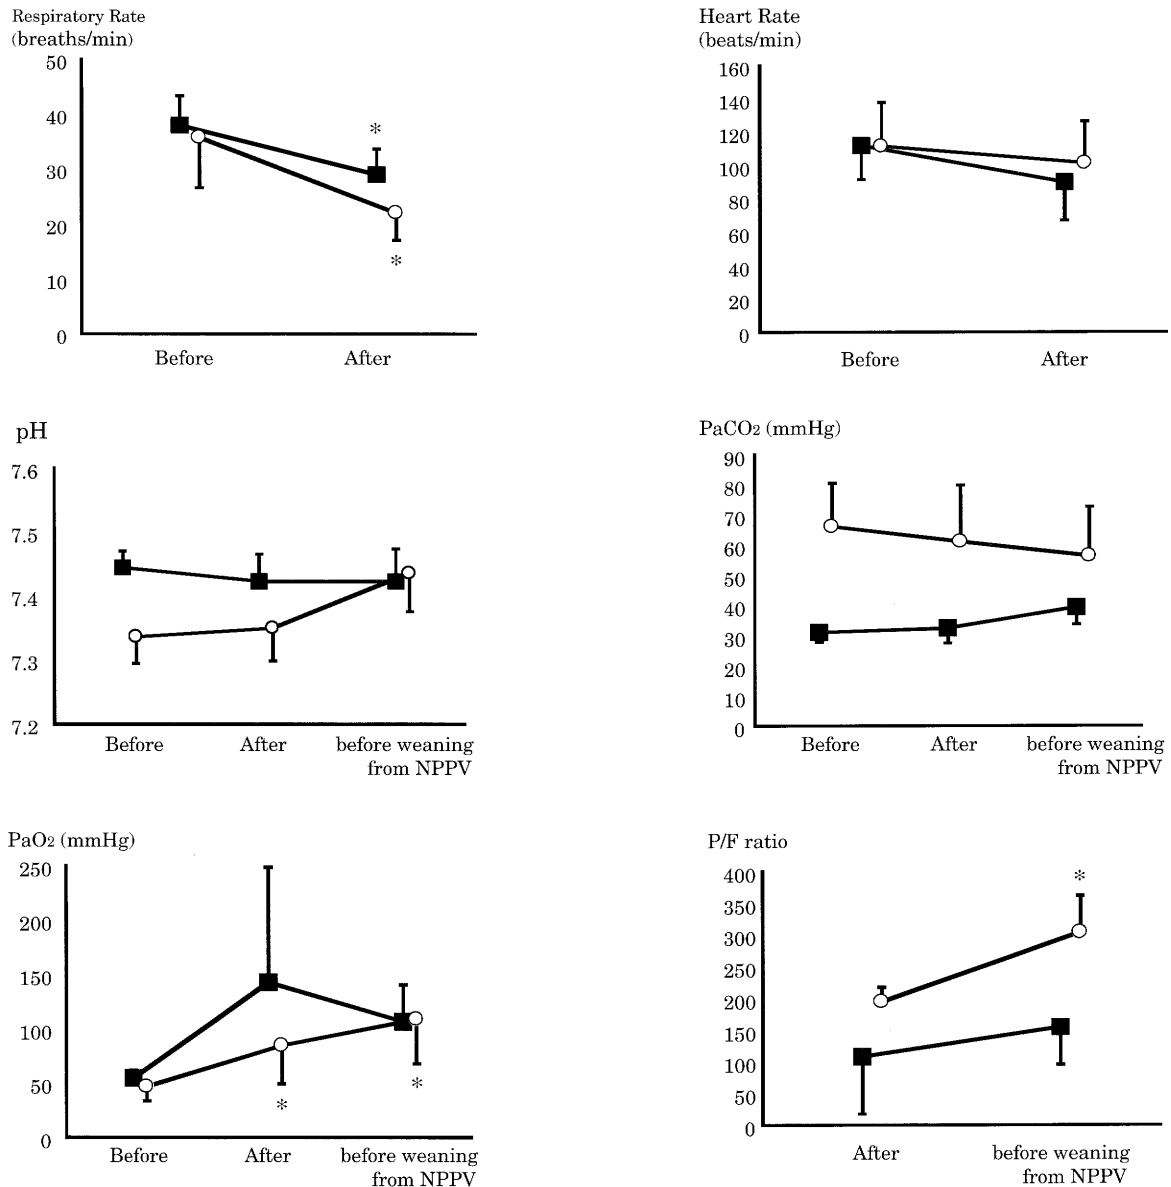 Respiratory Rate
(breaths/min)
50
40
30
20
10
0
*
*
Before After
Heart Rate
(beats/min)
160
140
120
100
80
60
40
20
0
Before After
pH
7.6
7.5
7.4
7.3
7.2
Before After before weaning
from NPPV
PaCO2 (mmHg)
90
80
70
60
50
40
30
20
10
0
Before After before weaning
from NPPV
PaO2 (mmHg)
250
200
150
100
50
0
*
*
Before After before weaning
from NPPV
P/F ratio
400
350
300
250
200
150
100
50
0
*
After before weaning
from NPPV